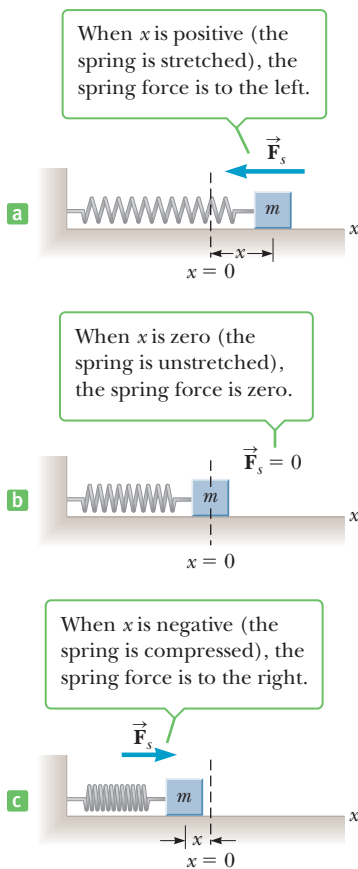 When x is positive (the
spring is stretched), the
spring force is to the left.
F⃗s
a
m
x
x
x = 0
When x is zero (the
spring is unstretched),
the spring force is zero.
F⃗s = 0
b
m
x
x = 0
When x is negative (the
spring is compressed), the
spring force is to the right.
F⃗s
c
m
x
x
x = 0